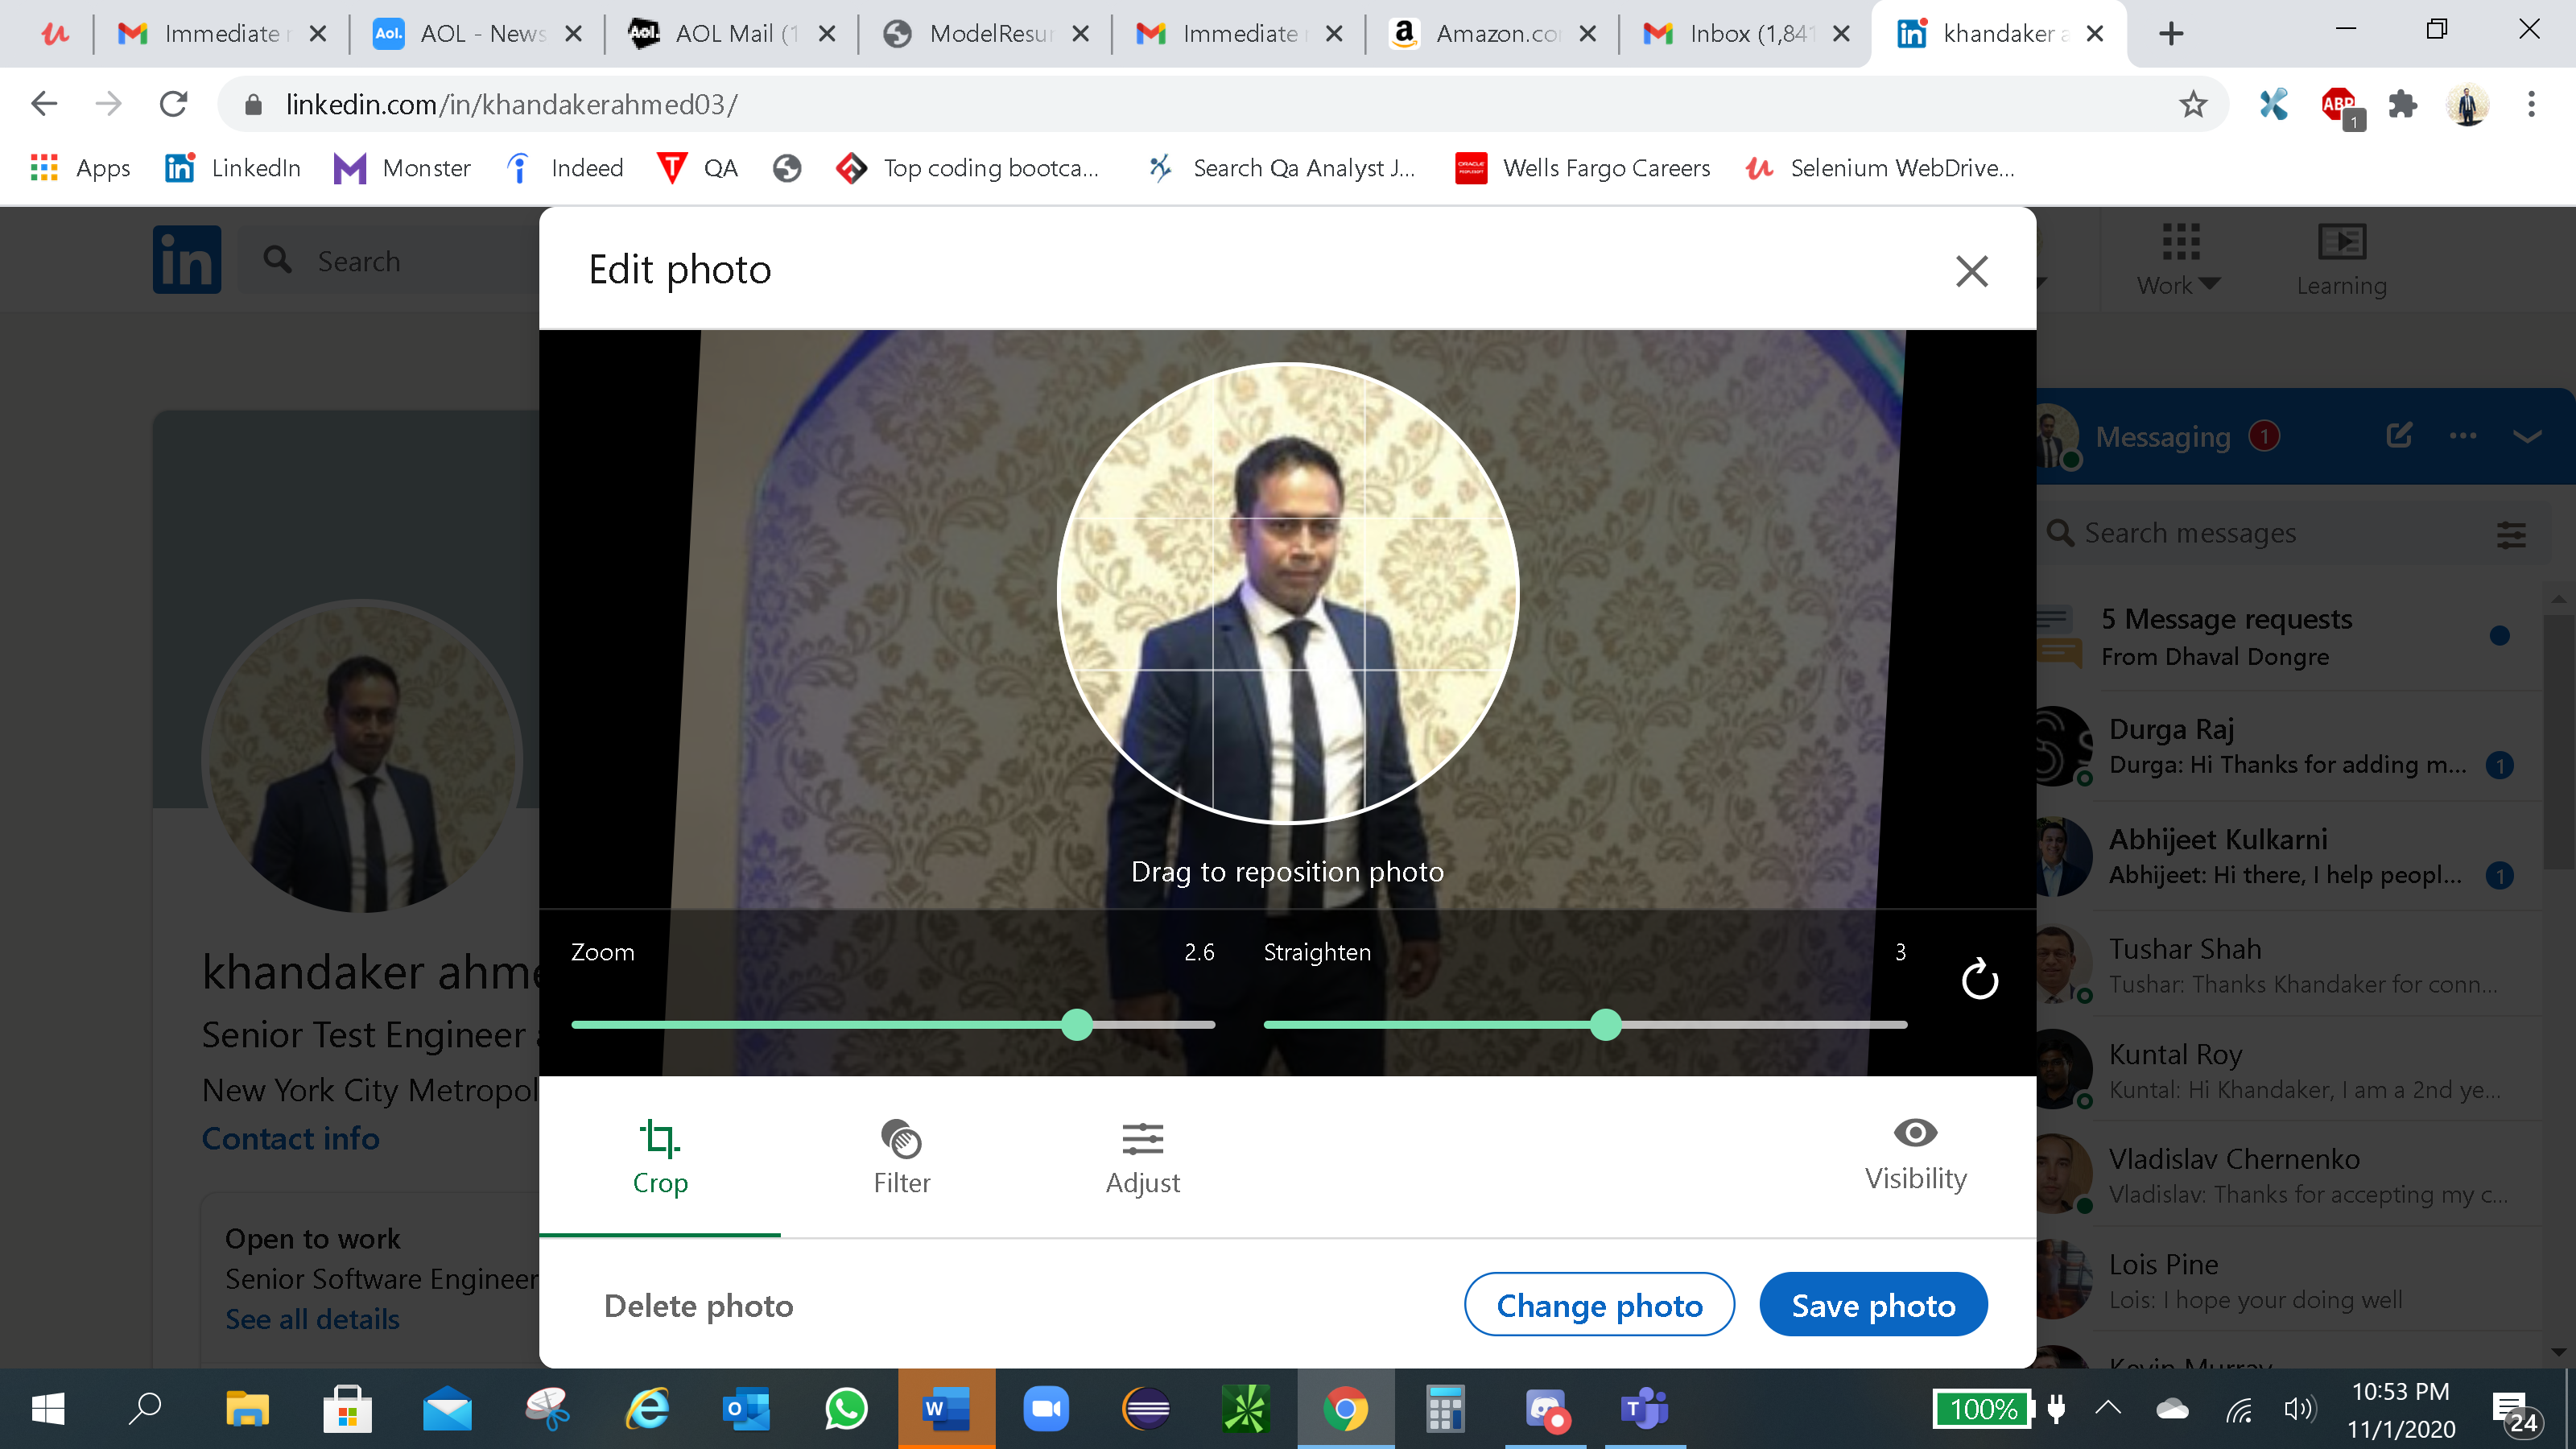 Immediate r
AOL - News
AOL Mail (1
ModelResur
Immediate r
Amazon.co
Inbox (1,841
khandaker a
linkedin.com/in/khandakerahmed03/
ABP
1
Apps
LinkedIn
Monster
Indeed
QA
Top coding bootca...
Search Qa Analyst J...
Wells Fargo Careers
Selenium WebDrive...
in
Search
Work
Learning
Edit photo
Drag to reposition photo
Zoom
2.6
Straighten
3
Crop
Filter
Adjust
Visibility
Delete photo
Change photo
Save photo
khandaker ahme
Senior Test Engineer
New York City Metropol
Contact info
Open to work
Senior Software Engineer
See all details
Messaging 1
Search messages
5 Message requests
From Dhaval Dongre
Durga Raj
Durga: Hi Thanks for adding m... 1
Abhijeet Kulkarni
Abhijeet: Hi there, I help peopl... 1
Tushar Shah
Tushar: Thanks Khandaker for conn...
Kuntal Roy
Kuntal: Hi Khandaker, I am a 2nd ye...
Vladislav Chernenko
Vladislav: Thanks for accepting my c...
Lois Pine
Lois: I hope your doing well
Kevin Murray
100%
10:53 PM
11/1/2020
24